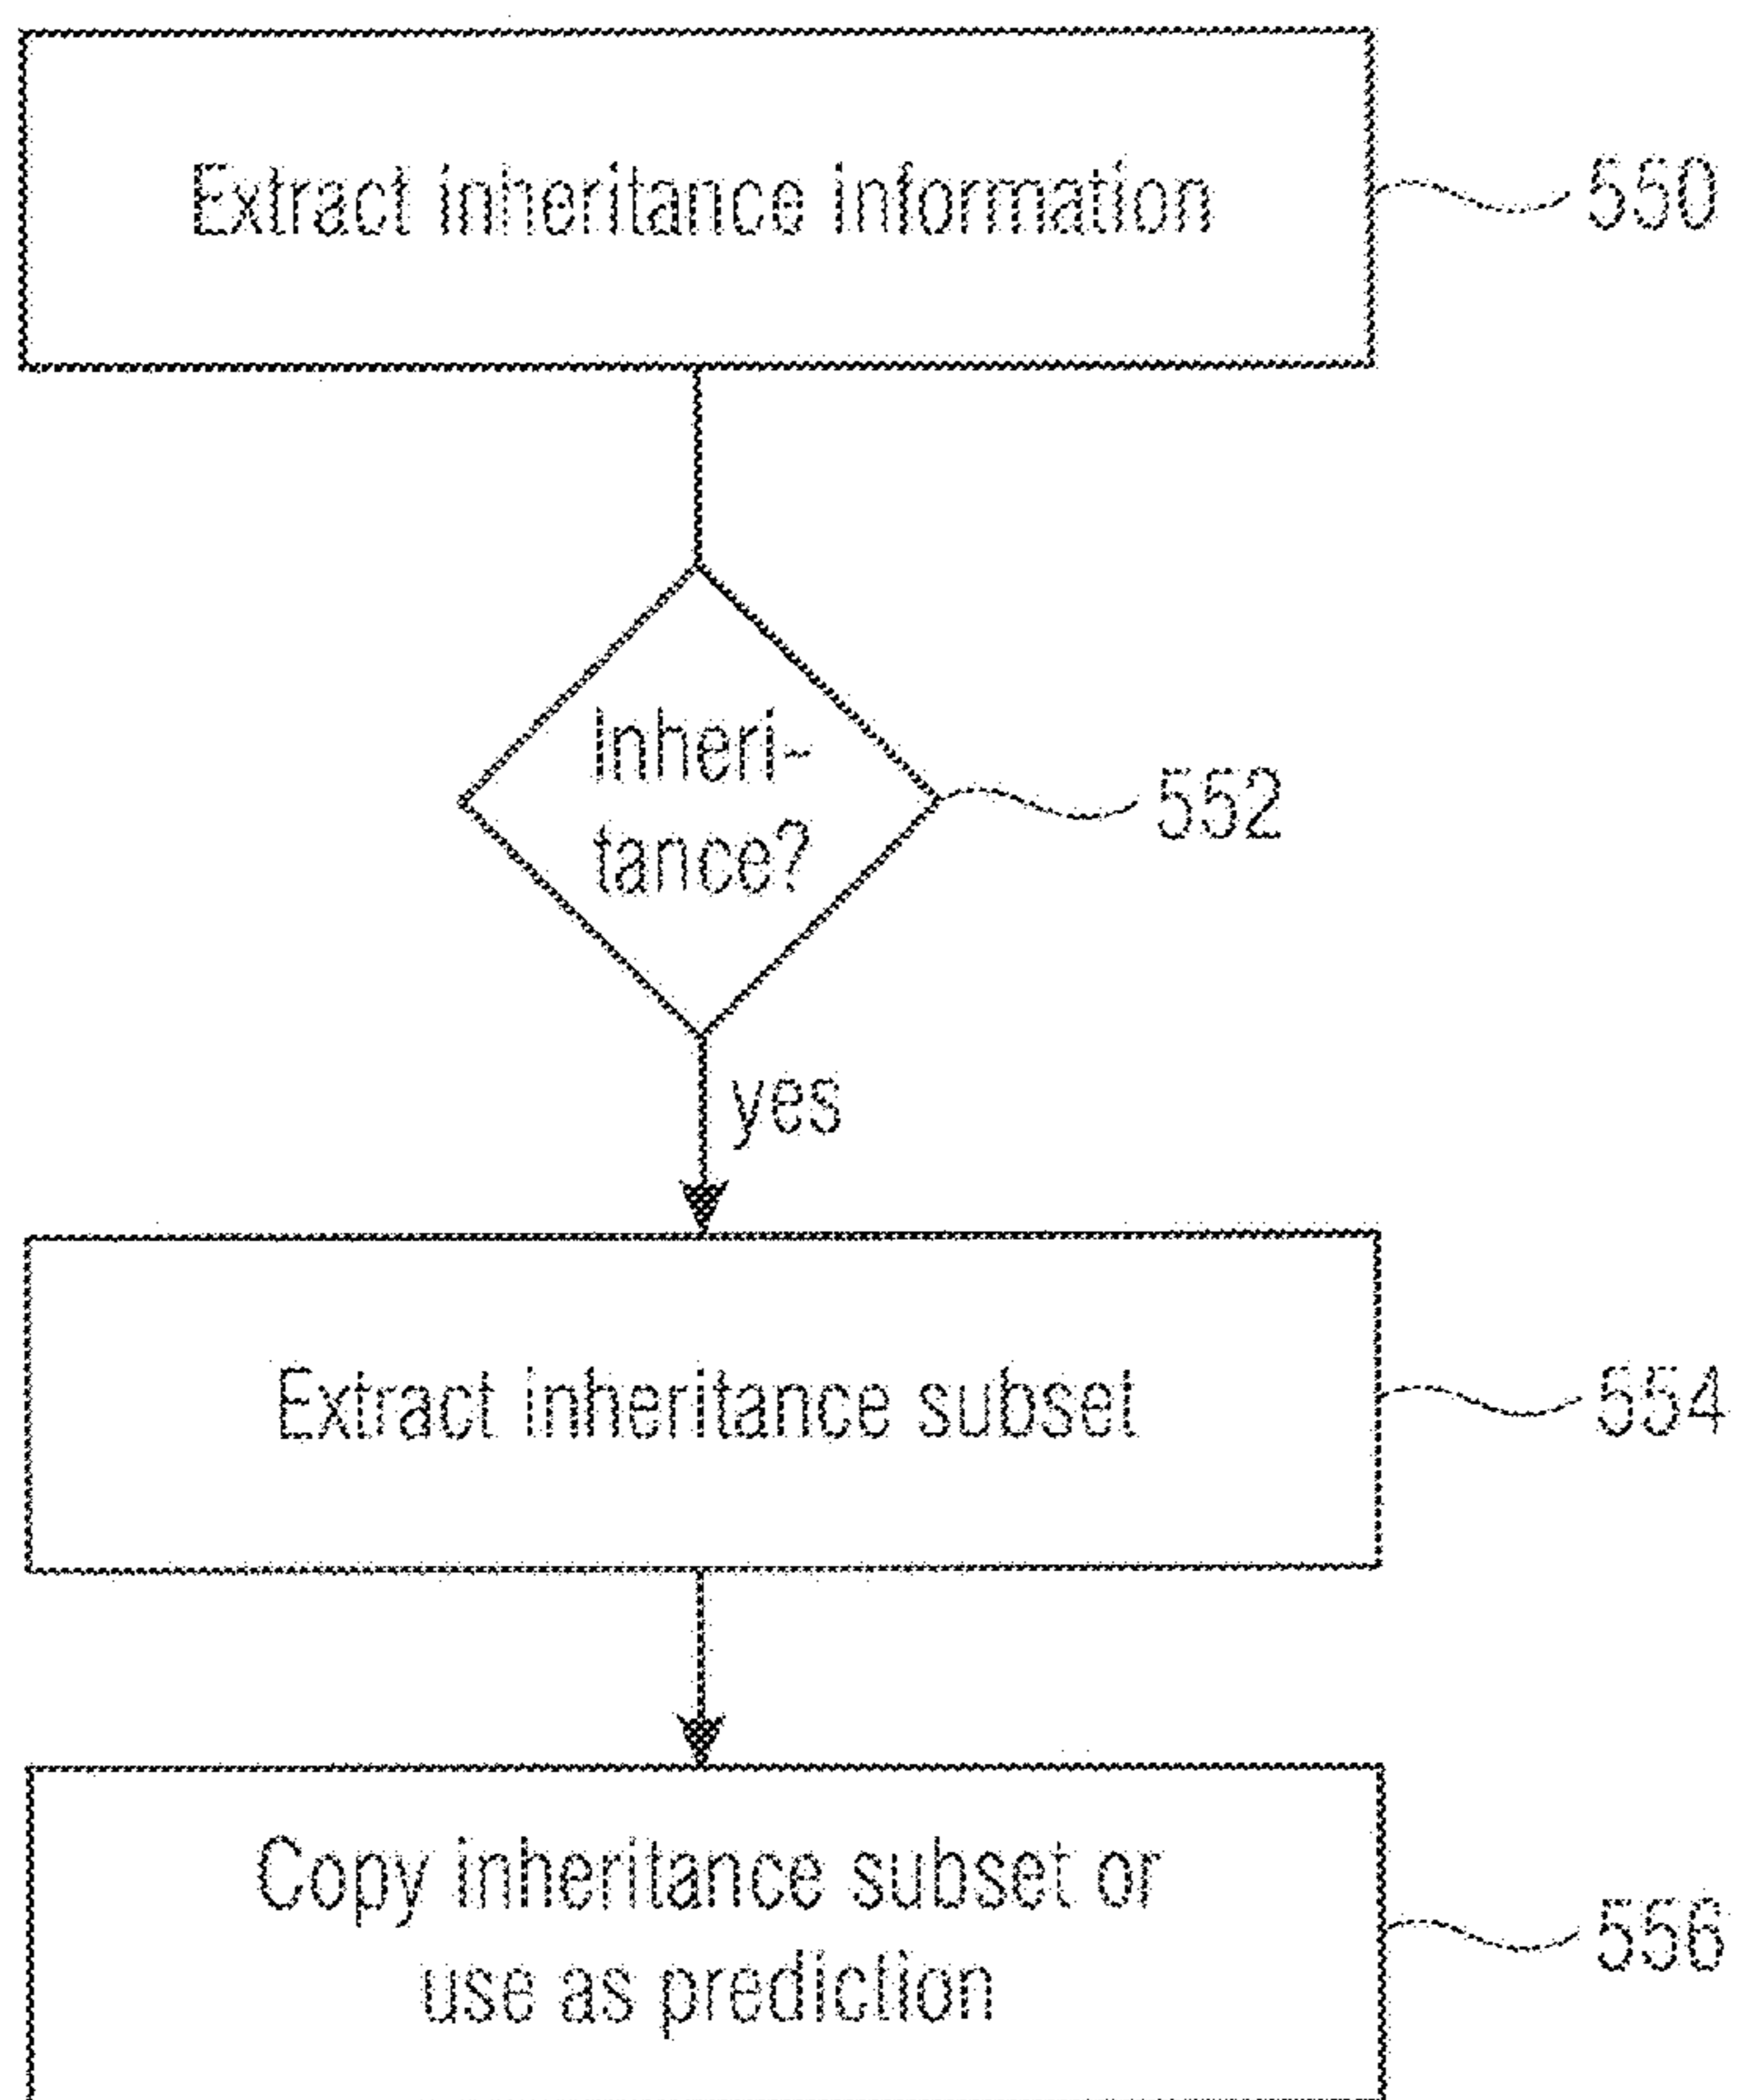 Extract inheritance information
550
Inheri-
tance?
552
yes
Extract inheritance subset
554
Copy inheritance subset or
use as prediction
556